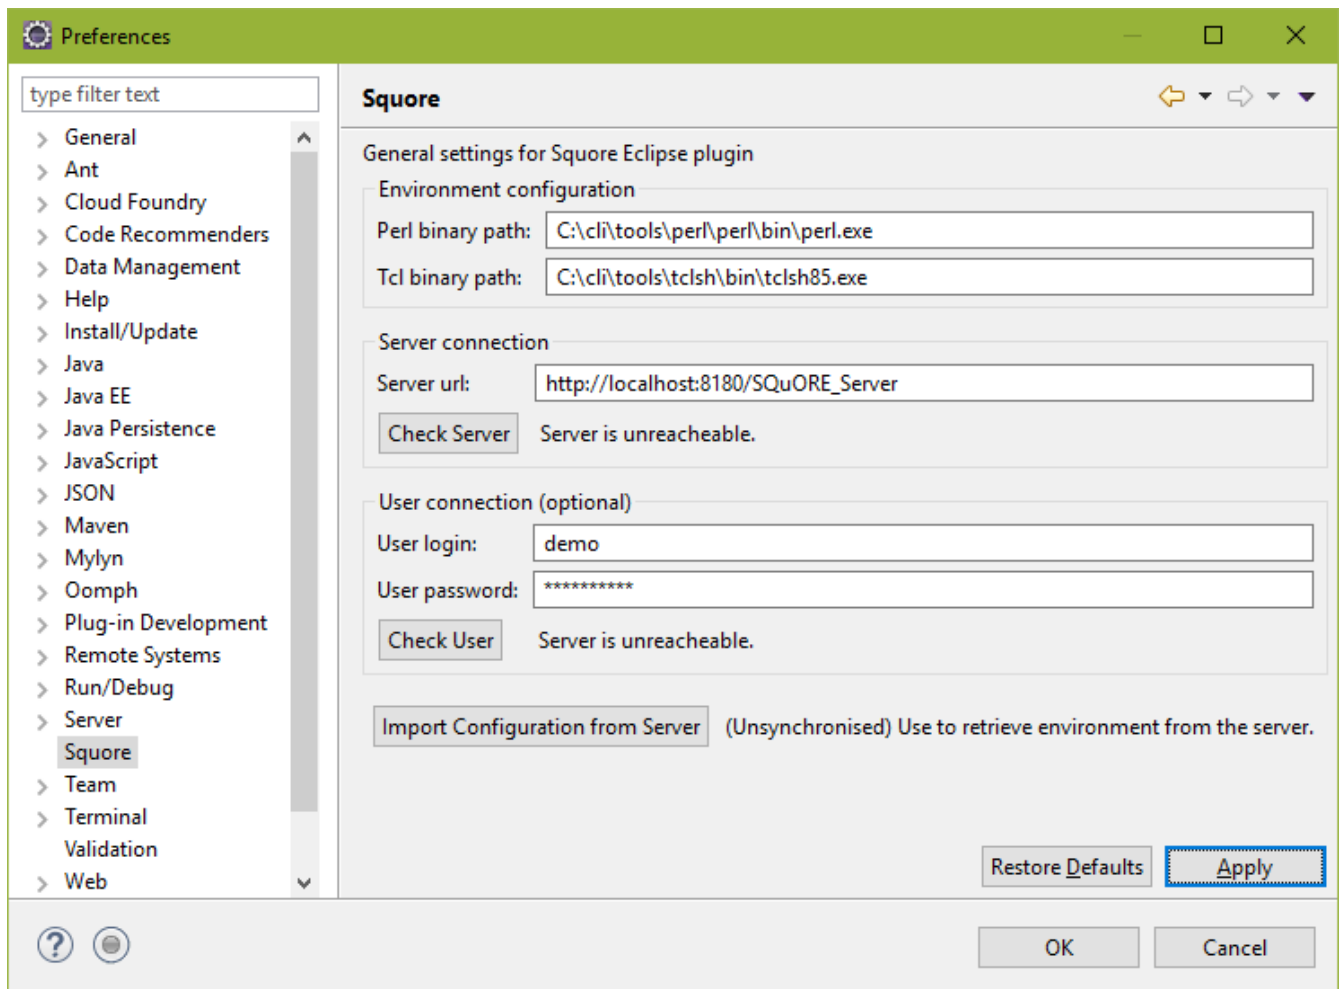 Preferences
type filter text
General
Ant
Cloud Foundry
Code Recommenders
Data Management
Help
Install/Update
Java
Java EE
Java Persistence
JavaScript
JSON
Maven
Mylyn
Oomph
Plug-in Development
Remote Systems
Run/Debug
Server
Squore
Team
Terminal
Validation
Web
Squore
General settings for Squore Eclipse plugin
Environment configuration
Perl binary path: C:\cli\tools\perl\perl\bin\perl.exe
Tcl binary path: C:\cli\tools\tclsh\bin\tclsh85.exe
Server connection
Server url: http://localhost:8180/SQuORE_Server
Check Server Server is unreacheable.
User connection (optional)
User login: demo
User password: **********
Check User Server is unreacheable.
Import Configuration from Server (Unsynchronised) Use to retrieve environment from the server.
Restore Defaults Apply
OK Cancel